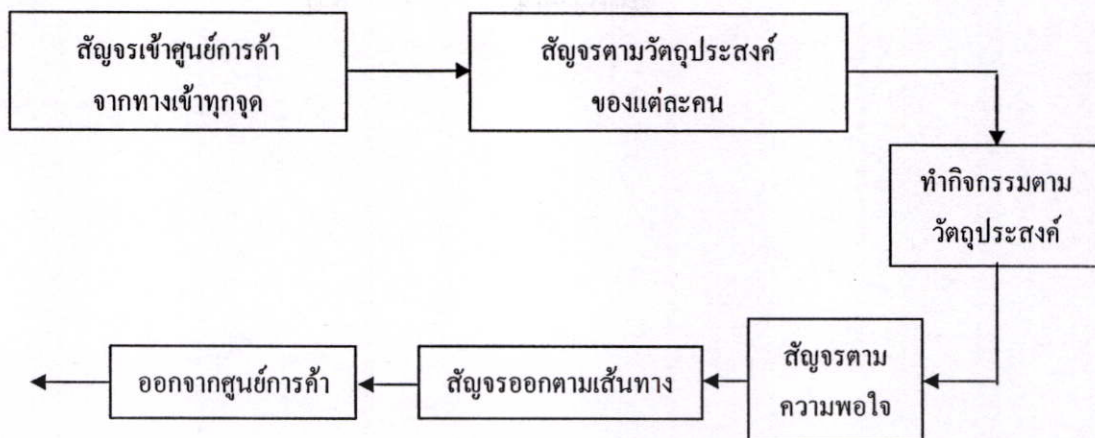 สัญจรเข้าศูนย์การค้า
จากทางเข้าทุกจุด
สัญจรตามวัตถุประสงค์
ของแต่ละคน
ทำกิจกรรมตาม
วัตถุประสงค์
สัญจรตาม
ความพอใจ
สัญจรออกตามเส้นทาง
ออกจากศูนย์การค้า